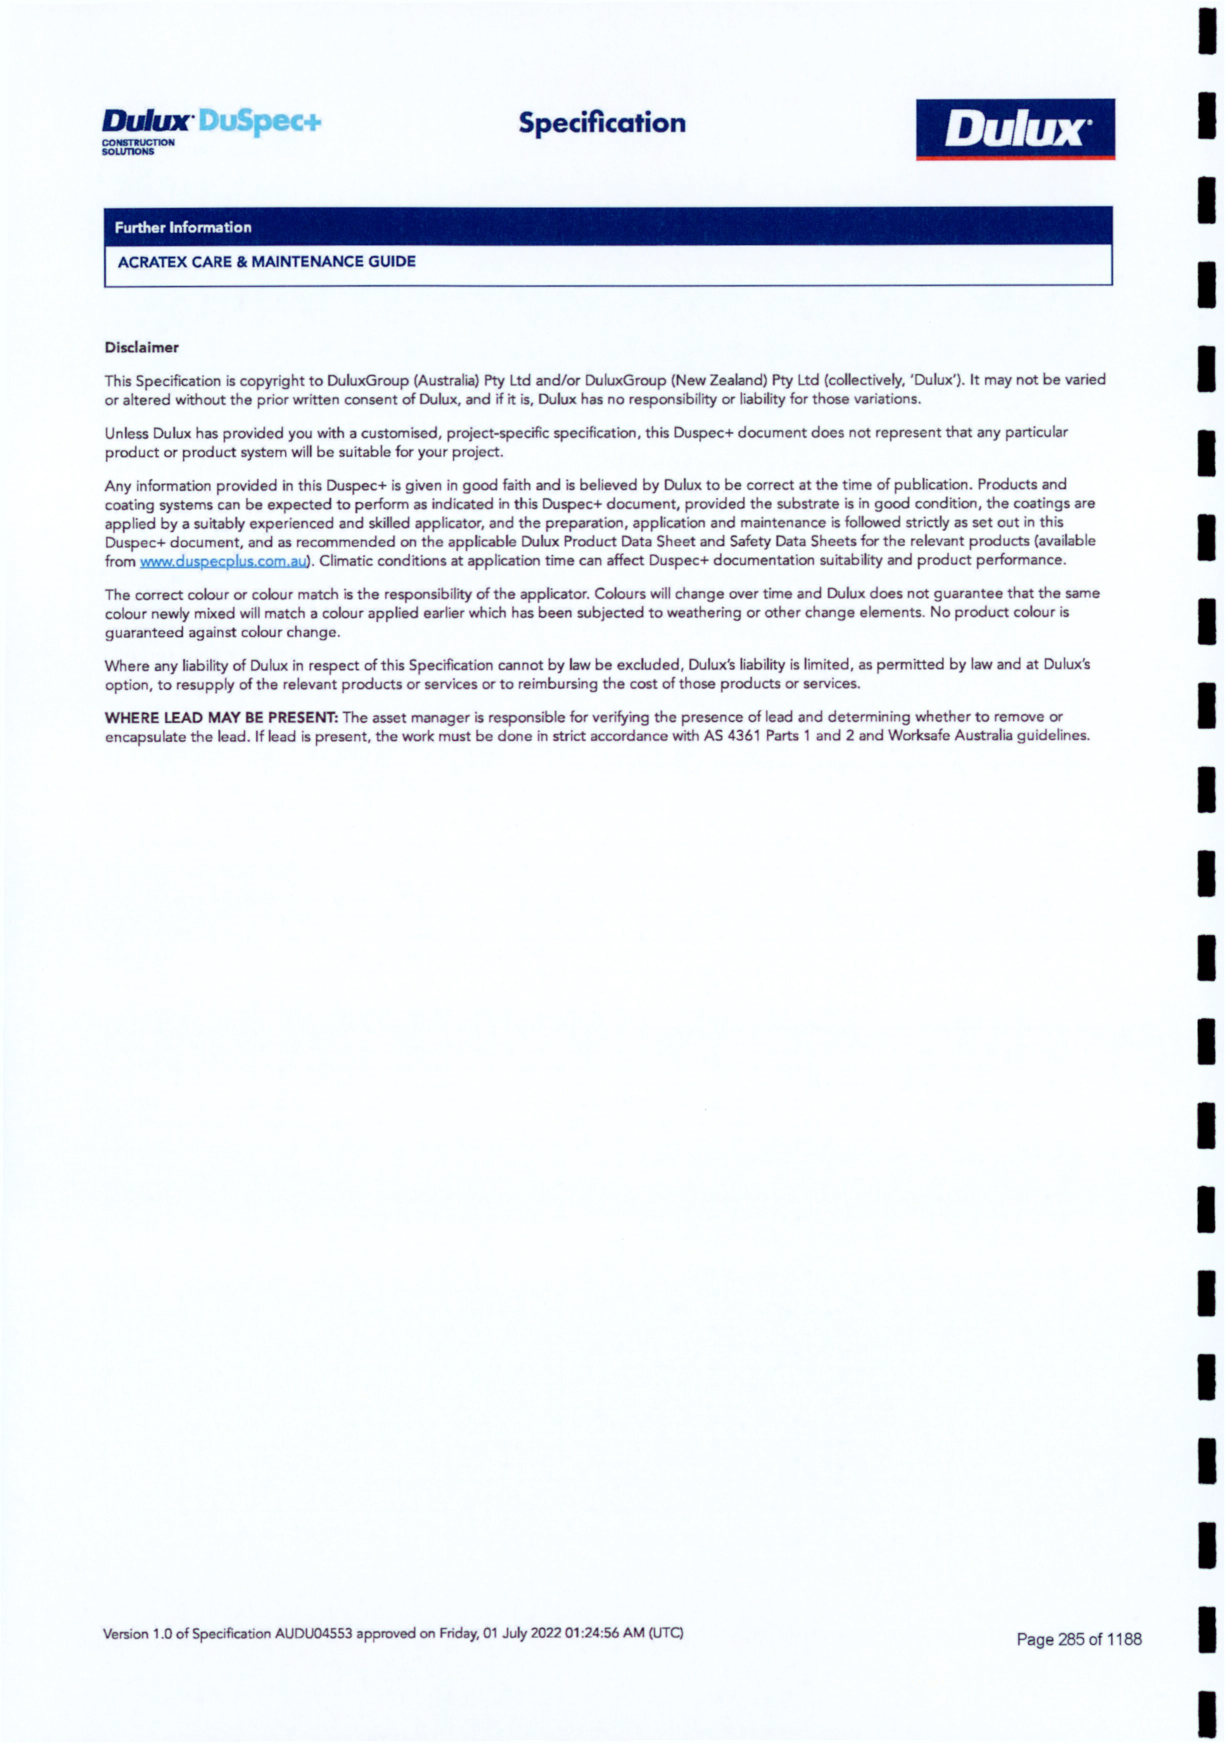 Dulux DuSpec+
CONSTRUCTION
SOLUTIONS
Specification
Dulux
Further Information
ACRATEX CARE & MAINTENANCE GUIDE
Disclaimer
This Specification is copyright to DuluxGroup (Australia) Pty Ltd and/or DuluxGroup (New Zealand) Pty Ltd (collectively, 'Dulux'). It may not be varied
or altered without the prior written consent of Dulux, and if it is, Dulux has no responsibility or liability for those variations.
Unless Dulux has provided you with a customised, project-specific specification, this Duspec+ document does not represent that any particular
product or product system will be suitable for your project.
Any information provided in this Duspec+ is given in good faith and is believed by Dulux to be correct at the time of publication. Products and
coating systems can be expected to perform as indicated in this Duspec+ document, provided the substrate is in good condition, the coatings are
applied by a suitably experienced and skilled applicator, and the preparation, application and maintenance is followed strictly as set out in this
Duspec+ document, and as recommended on the applicable Dulux Product Data Sheet and Safety Data Sheets for the relevant products (available
from www.duspecplus.com.au). Climatic conditions at application time can affect Duspec+ documentation suitability and product performance.
The correct colour or colour match is the responsibility of the applicator. Colours will change over time and Dulux does not guarantee that the same
colour newly mixed will match a colour applied earlier which has been subjected to weathering or other change elements. No product colour is
guaranteed against colour change.
Where any liability of Dulux in respect of this Specification cannot by law be excluded, Dulux's liability is limited, as permitted by law and at Dulux's
option, to resupply of the relevant products or services or to reimbursing the cost of those products or services.
WHERE LEAD MAY BE PRESENT: The asset manager is responsible for verifying the presence of lead and determining whether to remove or
encapsulate the lead. If lead is present, the work must be done in strict accordance with AS 4361 Parts 1 and 2 and Worksafe Australia guidelines.
Version 1.0 of Specification AUDU04553 approved on Friday, 01 July 2022 01:24:56 AM (UTC)
Page 285 of 1188